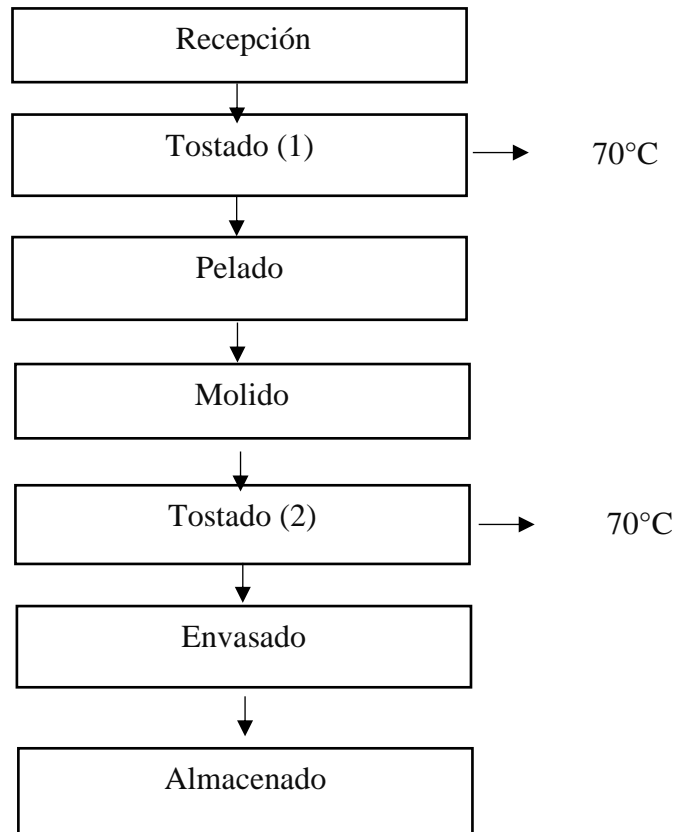 Recepción
Tostado (1)
70°C
Pelado
Molido
Tostado (2)
70°C
Envasado
Almacenado